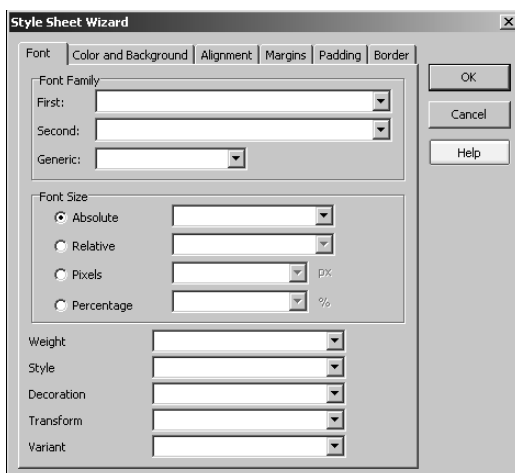 Style Sheet Wizard
Font Color and Background Alignment Margins Padding Border
Font Family
First:
Second:
Generic:
Font Size
Absolute
Relative
Pixels px
Percentage %
Weight
Style
Decoration
Transform
Variant
OK
Cancel
Help